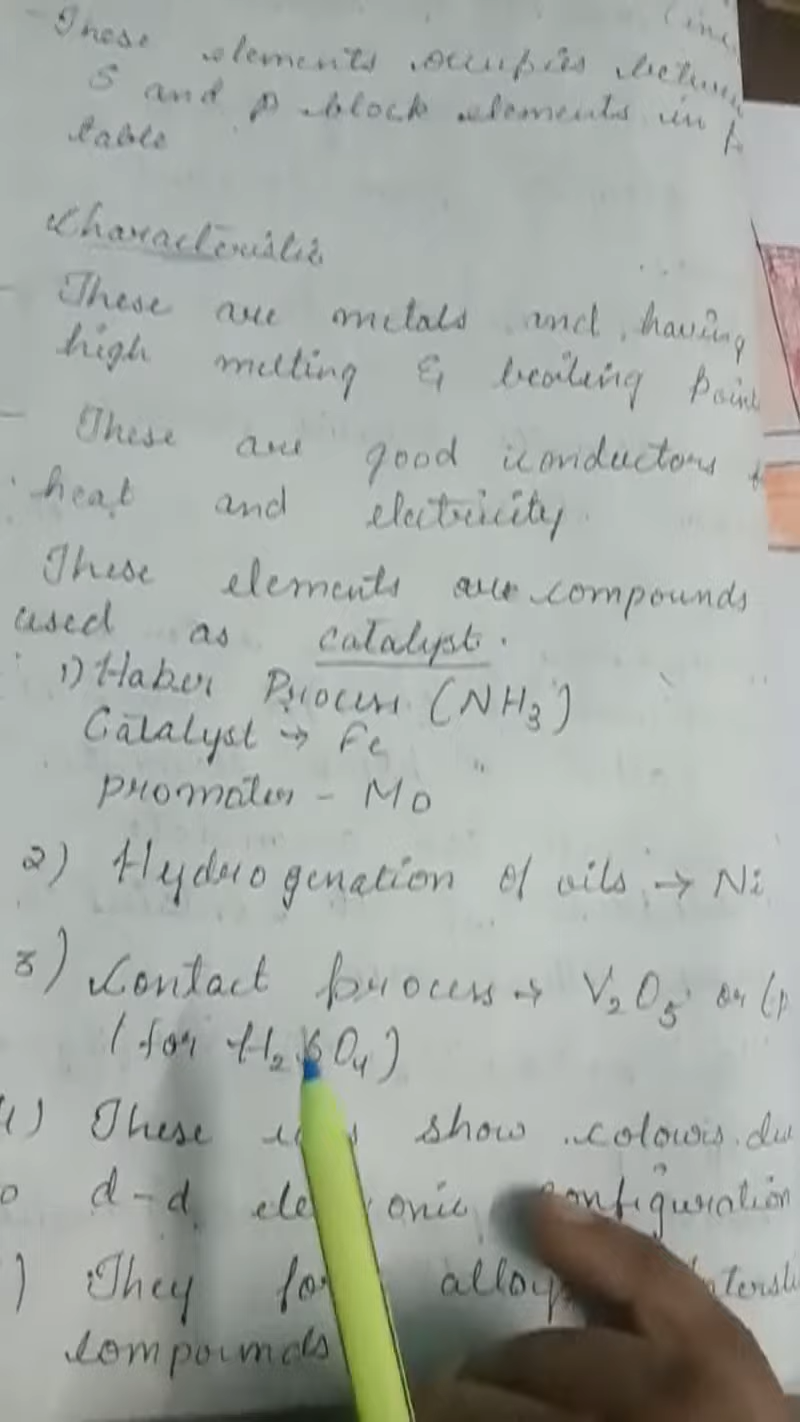 - These elements occupies
S and p block elements in
table
Characteristic
- These are metals and having
high melting & boiling Point
- These are good conductors
heat and electricity.
These elements are compounds
used as catalyst.
1) Haber Process (NH3)
Catalyst → Fe
promoter - Mo
2) Hydrogenation of oils → Ni
3) Contact process → V2O5 or (p
(for H2SO4)
These show colours du
d-d configuration
) They alloys
compounds